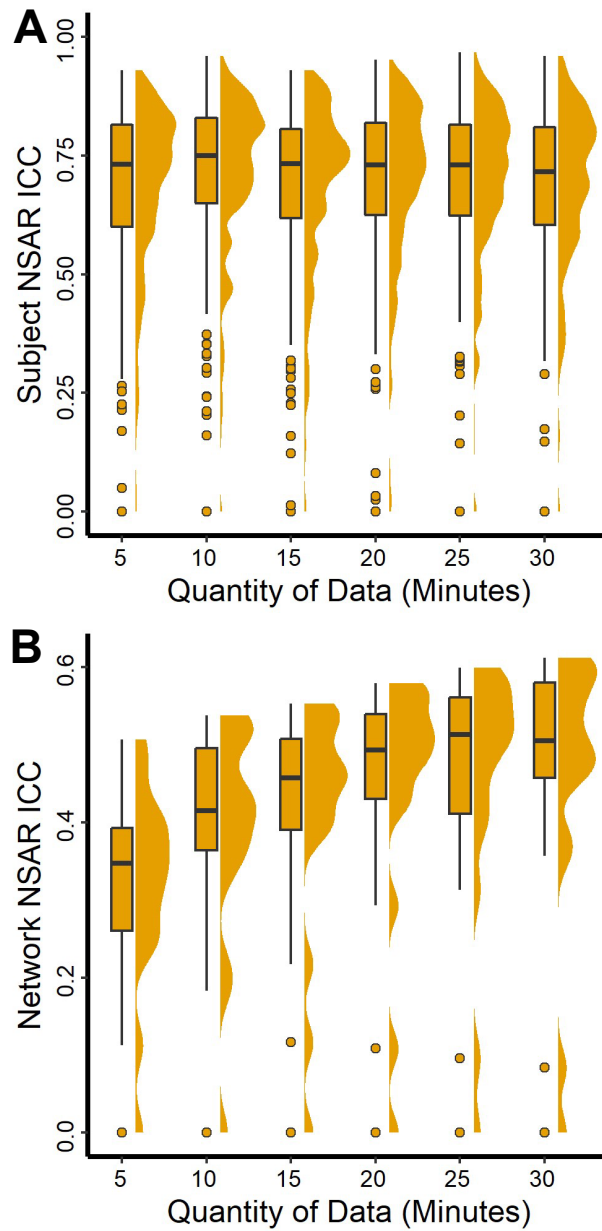 A
Subject NSAR ICC
1.00
0.75
0.50
0.25
0.00
5 10 15 20 25 30
Quantity of Data (Minutes)
B
Network NSAR ICC
0.6
0.4
0.2
0.0
5 10 15 20 25 30
Quantity of Data (Minutes)